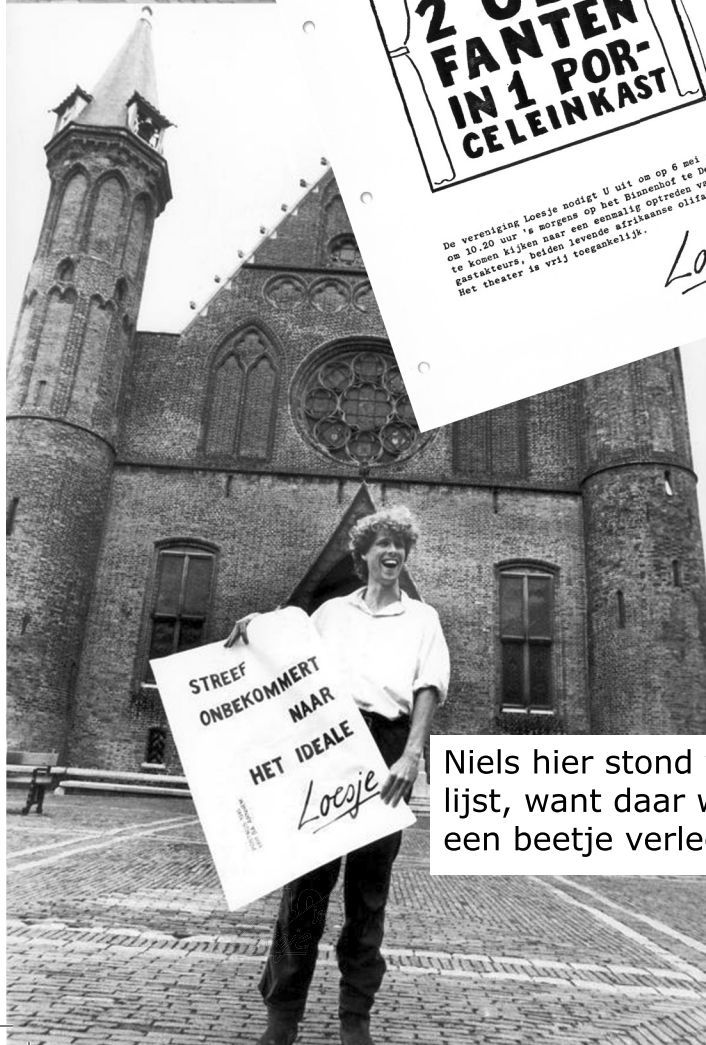 2
FANTEN
IN 1 POR-
CELEINKAST
De vereniging Loesje nodigt U uit om op 6 mei
om 10.20 uur 's morgens op het Binnenhof te
te komen kijken naar een eenmalig optreden
gastakteurs, beiden levende afrikaanse
Het theater is vrij toegankelijk.
STREEF
ONBEKOMMERT
NAAR
HET IDEALE
Loesje
Niels hier stond
lijst, want daar
een beetje